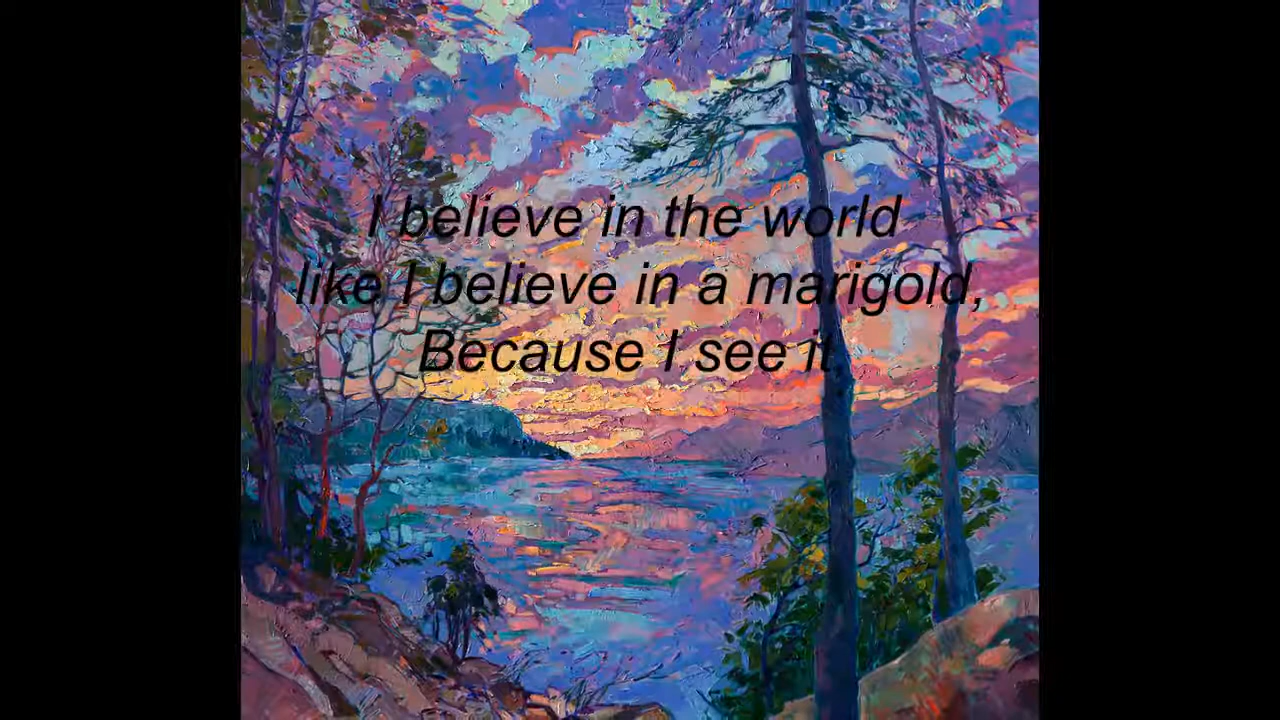 I believe in the world
like I believe in a marigold,
Because I see it.